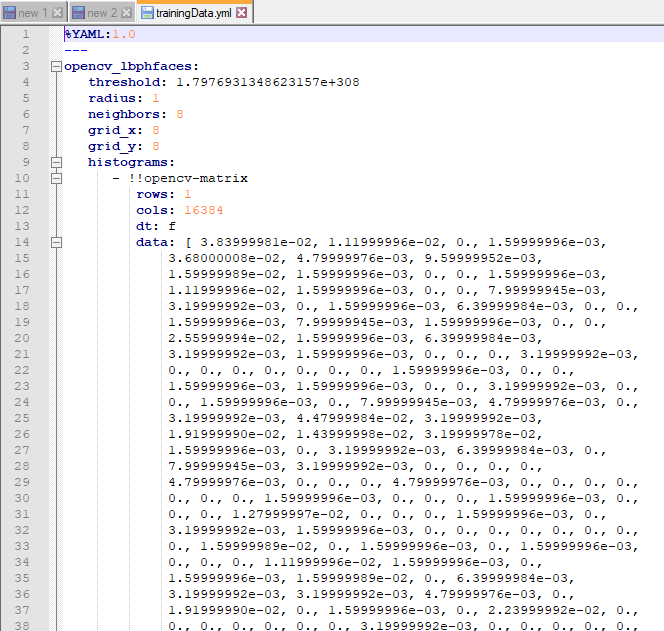 new 1 new 2 trainingData.yml
1 %YAML:1.0
2 ---
3 opencv_lbphfaces:
4 threshold: 1.7976931348623157e+308
5 radius: 1
6 neighbors: 8
7 grid_x: 8
8 grid_y: 8
9 histograms:
10 - !!opencv-matrix
11 rows: 1
12 cols: 16384
13 dt: f
14 data: [ 3.83999981e-02, 1.11999996e-02, 0., 1.59999996e-03,
15 3.68000008e-02, 4.79999976e-03, 9.59999952e-03,
16 1.59999989e-02, 1.59999996e-03, 0., 0., 1.59999996e-03,
17 1.11999996e-02, 1.59999996e-03, 0., 0., 7.99999945e-03,
18 3.19999992e-03, 0., 1.59999996e-03, 6.39999984e-03, 0., 0.,
19 1.59999996e-03, 7.99999945e-03, 1.59999996e-03, 0., 0.,
20 2.55999994e-02, 1.59999996e-03, 6.39999984e-03,
21 3.19999992e-03, 1.59999996e-03, 0., 0., 0., 3.19999992e-03,
22 0., 0., 0., 0., 0., 0., 0., 1.59999996e-03, 0., 0.,
23 1.59999996e-03, 1.59999996e-03, 0., 0., 3.19999992e-03, 0.,
24 0., 1.59999996e-03, 0., 7.99999945e-03, 4.79999976e-03, 0.,
25 3.19999992e-03, 4.47999984e-02, 3.19999992e-03,
26 1.91999990e-02, 1.43999998e-02, 3.19999978e-02,
27 1.59999996e-03, 0., 3.19999992e-03, 6.39999984e-03, 0.,
28 7.99999945e-03, 3.19999992e-03, 0., 0., 0., 0.,
29 4.79999976e-03, 0., 0., 0., 4.79999976e-03, 0., 0., 0., 0.,
30 0., 0., 0., 1.59999996e-03, 0., 0., 0., 1.59999996e-03, 0.,
31 0., 0., 1.27999997e-02, 0., 0., 0., 1.59999996e-03, 0.,
32 3.19999992e-03, 1.59999996e-03, 0., 0., 0., 0., 0., 0., 0.,
33 0., 1.59999989e-02, 0., 1.59999996e-03, 0., 1.59999996e-03,
34 0., 0., 0., 1.11999996e-02, 1.59999996e-03, 0.,
35 1.59999996e-03, 1.59999989e-02, 0., 6.39999984e-03,
36 3.19999992e-03, 3.19999992e-03, 4.79999976e-03, 0.,
37 1.91999990e-02, 0., 1.59999996e-03, 0., 2.23999992e-02, 0.,
38 0., 0., 0., 0., 0., 0., 3.19999992e-03, 0., 0., 0., 0.,